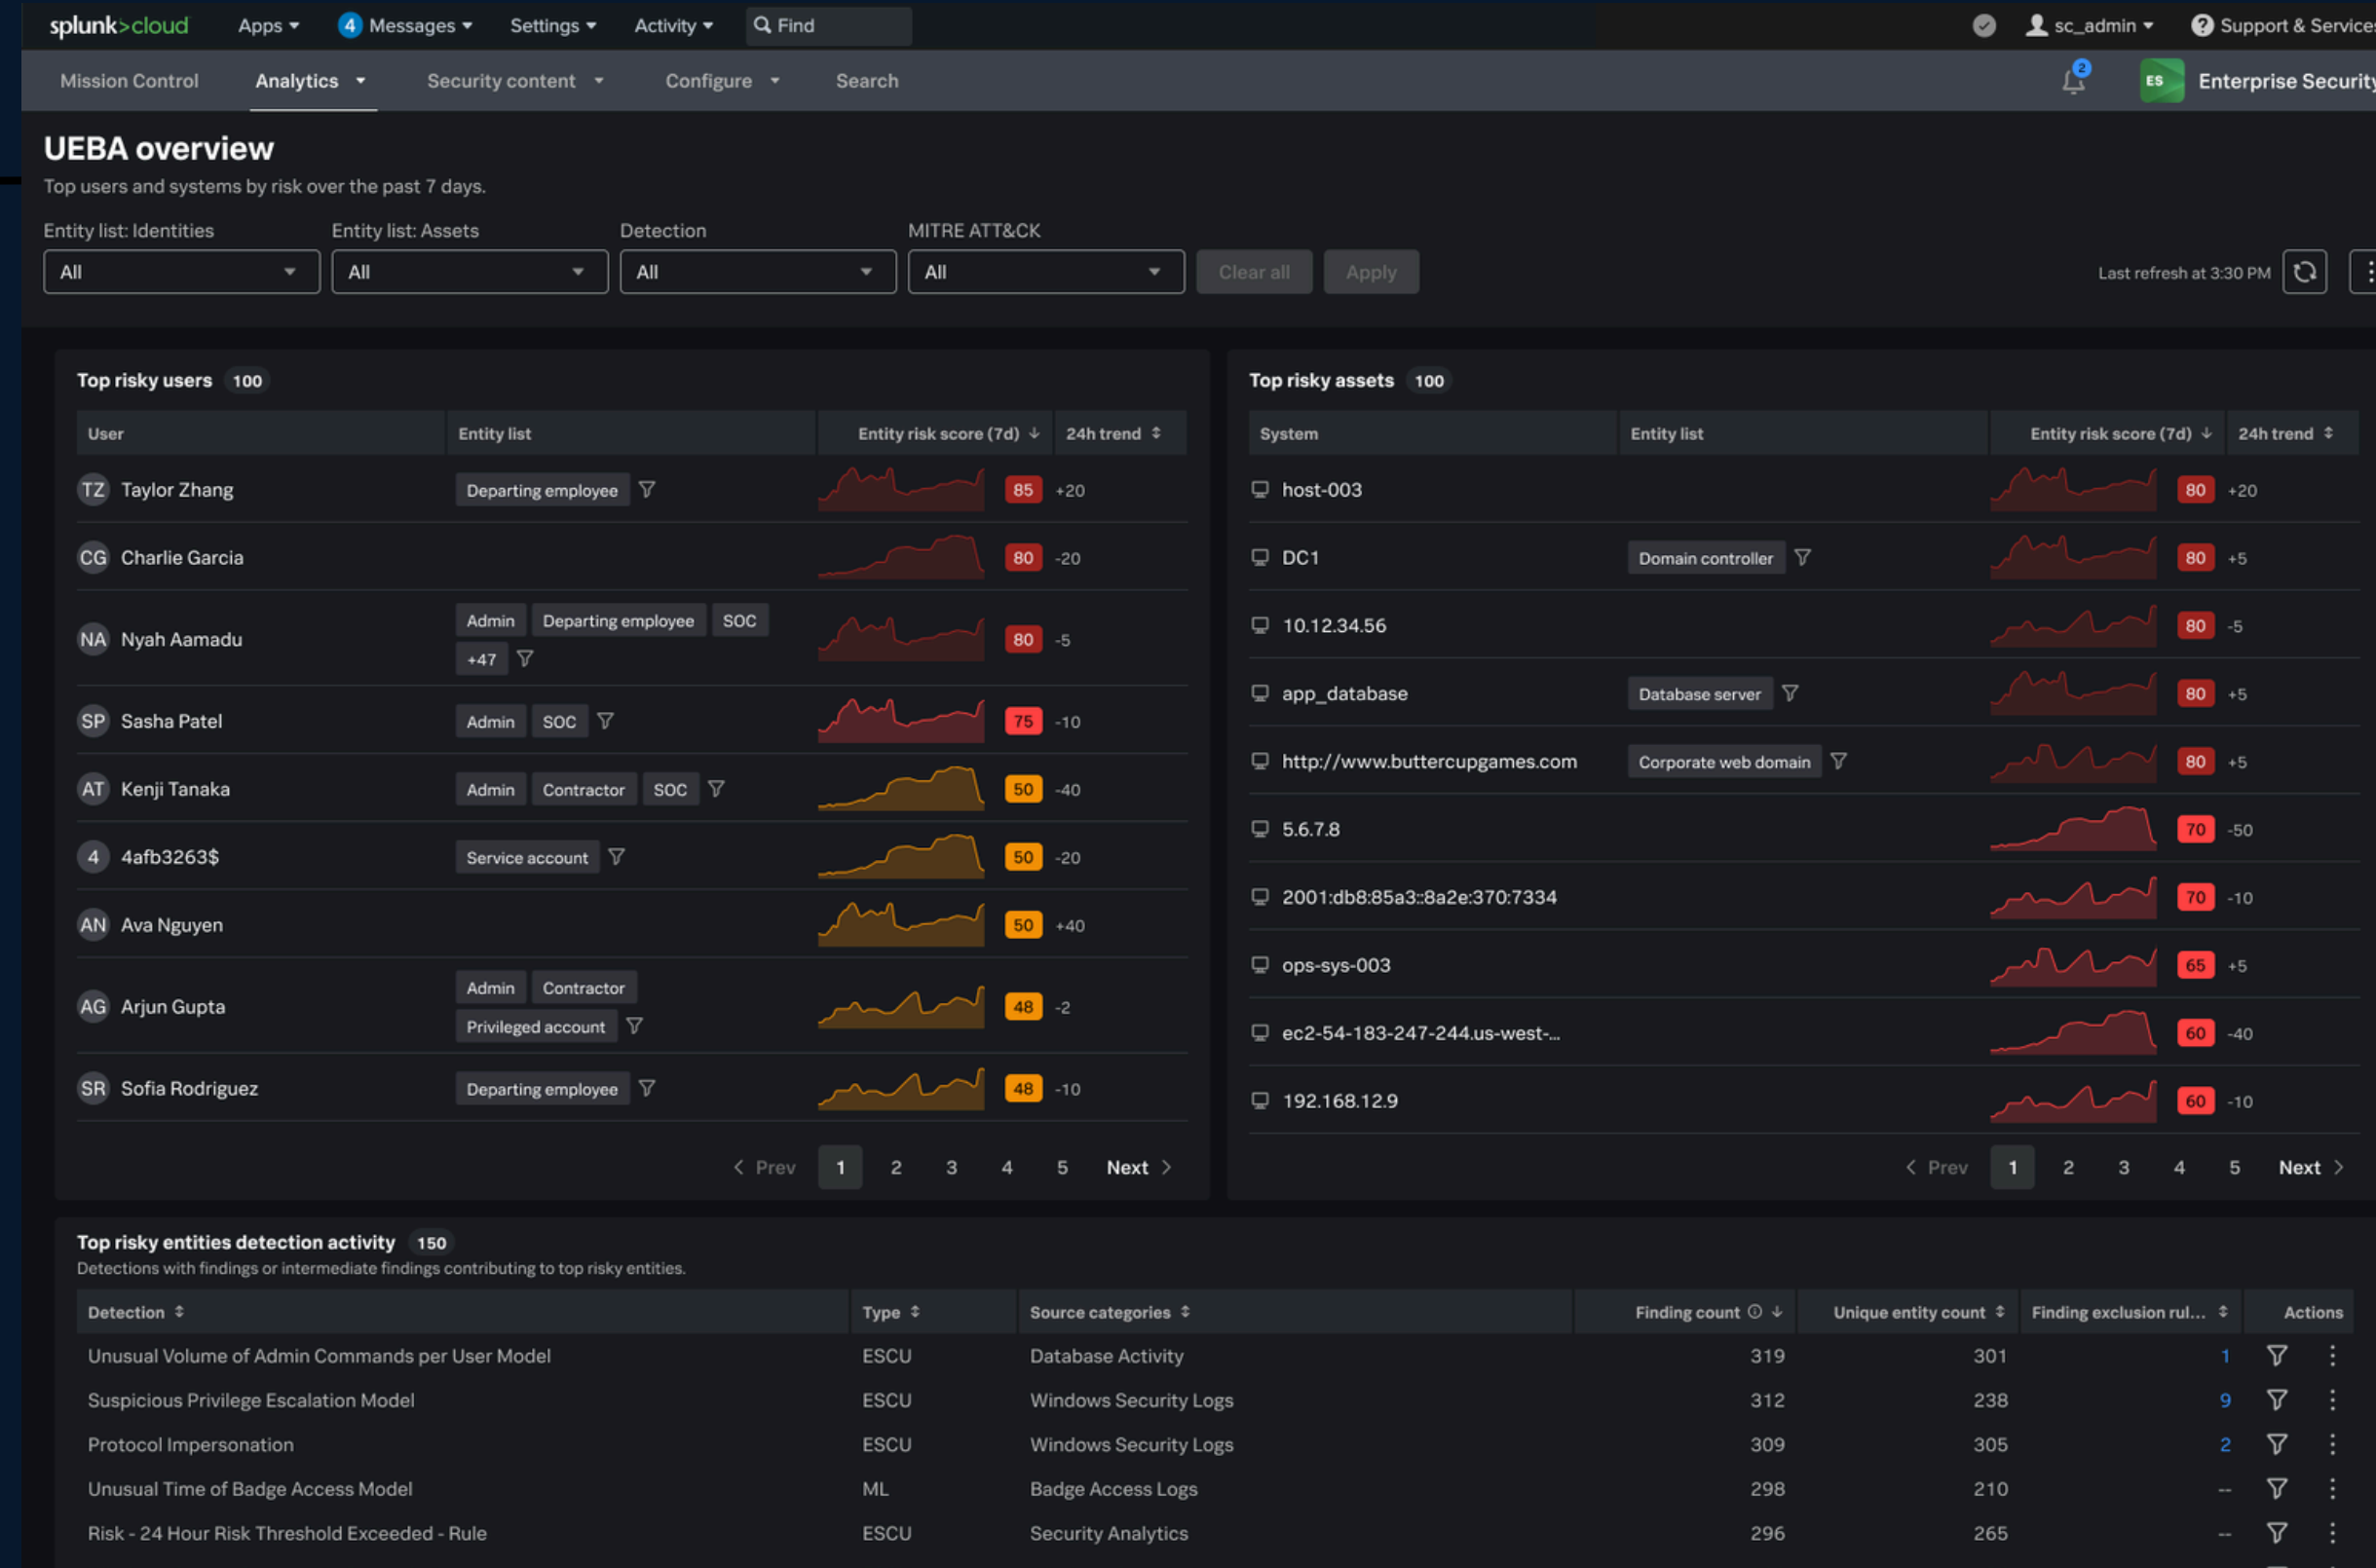 splunk>cloud Apps 4 Messages Settings Activity Find sc_admin Support & Services
Mission Control Analytics Security content Configure Search 2 ES Enterprise Security
UEBA overview
Top users and systems by risk over the past 7 days.
Entity list: Identities Entity list: Assets Detection MITRE ATT&CK
All All All All Clear all Apply Last refresh at 3:30 PM
Top risky users 100
User Entity list Entity risk score (7d) 24h trend
TZ Taylor Zhang Departing employee 85 +20
CG Charlie Garcia 80 -20
NA Nyah Aamadu Admin Departing employee SOC +47 80 -5
SP Sasha Patel Admin SOC 75 -10
AT Kenji Tanaka Admin Contractor SOC 50 -40
4 4afb3263$ Service account 50 -20
AN Ava Nguyen 50 +40
AG Arjun Gupta Admin Contractor Privileged account 48 -2
SR Sofia Rodriguez Departing employee 48 -10
Prev 1 2 3 4 5 Next
Top risky assets 100
System Entity list Entity risk score (7d) 24h trend
host-003 80 +20
DC1 Domain controller 80 +5
10.12.34.56 80 -5
app_database Database server 80 +5
http://www.buttercupgames.com Corporate web domain 80 +5
5.6.7.8 70 -50
2001:db8:85a3::8a2e:370:7334 70 -10
ops-sys-003 65 +5
ec2-54-183-247-244.us-west-... 60 -40
192.168.12.9 60 -10
Prev 1 2 3 4 5 Next
Top risky entities detection activity 150
Detections with findings or intermediate findings contributing to top risky entities.
Detection Type Source categories Finding count Unique entity count Finding exclusion rul... Actions
Unusual Volume of Admin Commands per User Model ESCU Database Activity 319 301 1
Suspicious Privilege Escalation Model ESCU Windows Security Logs 312 238 9
Protocol Impersonation ESCU Windows Security Logs 309 305 2
Unusual Time of Badge Access Model ML Badge Access Logs 298 210 --
Risk - 24 Hour Risk Threshold Exceeded - Rule ESCU Security Analytics 296 265 --